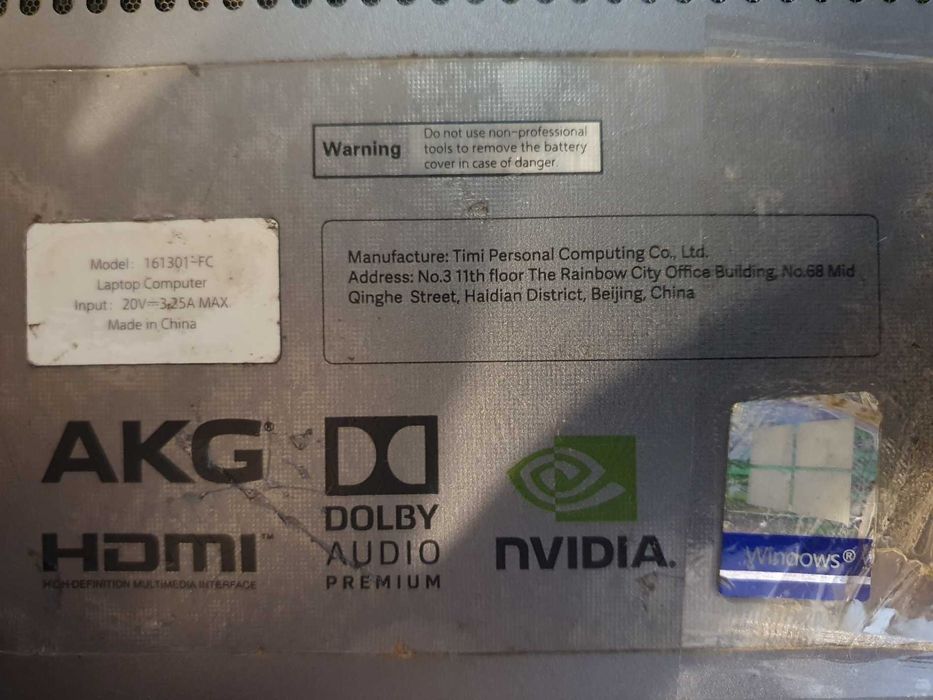 Warning
Do not use non-professional
tools to remove the battery
cover in case of danger.
Model: 161301-FC
Laptop Computer
Input: 20V⎓3.25A MAX
Made in China
Manufacture: Timi Personal Computing Co., Ltd.
Address: No.3 11th floor The Rainbow City Office Building, No.68 Mid
Qinghe Street, Haidian District, Beijing, China
AKG®
HDMI™
HIGH-DEFINITION MULTIMEDIA INTERFACE
DOLBY
AUDIO
PREMIUM
NVIDIA.
Windows®